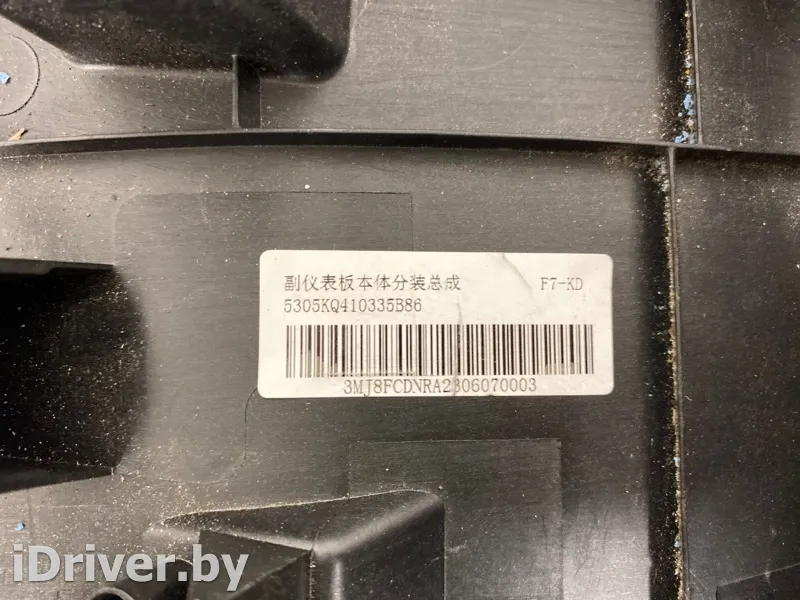 副仪表板本体分装总成 F7-KD
5305KQ410335B86
3MJ8FCDNRA2306070003
iDriver.by